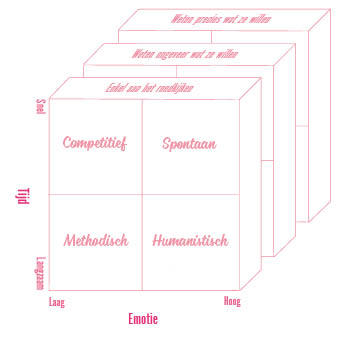 Weten precies wat ze willen
Weten ongeveer wat ze willen
Enkel aan het rondkijken
Snel
Competitief
Spontaan
Tijd
Methodisch
Humanistisch
Langzaam
Laag
Hoog
Emotie